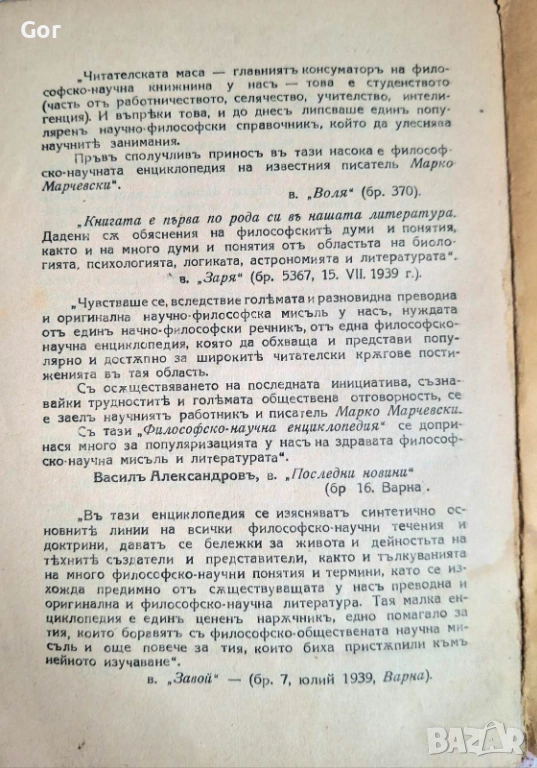 Gor
„Читателската маса — главниятъ консуматоръ на фило-
софско-научна книжнина у насъ — това е студенството
(часть отъ работничеството, селячество, учителство, интели-
генция). И въпрѣки това, и до днесъ липсваше единъ попу-
ляренъ научно-философски справочникъ, който да улеснява
научнитѣ занимания.
Пръвъ сполучливъ приносъ въ тази насока е философ-
ско-научната енциклопедия на известния писатель Марко
Марчевски“.
в. „Воля“ (бр. 370).
„Книгата е първа по рода си въ нашата литература.
Дадени сѫ обяснения на философскитѣ думи и понятия,
както и на много думи и понятия отъ областьта на биоло-
гията, психологията, логиката, астрономията и литературата“.
в. „Заря“ (бр. 5367, 15. VII. 1939 г.).
„Чувстваше се, вследствие голѣмата и разновидна преводна
и оригинална научно-философска мисъль у насъ, нуждата
отъ единъ начно-философски речникъ, отъ една философско-
научна енциклопедия, която да обхваща и представи попу-
лярно и достѫпно за широкитѣ читателски крѫгове пости-
женията въ тая область.
Съ осѫществяването на последната инициатива, съзна-
вайки трудноститѣ и голѣмата обществена отговорность, се
е заелъ научниятъ работникъ и писатель Марко Марчевски.
Съ тази „Философско-научна енциклопедия“ се допри-
нася много за популяризацията у насъ на здравата философ-
ско-научна мисъль и литературата“.
Василъ Александровъ, в. „Последни новини“
(бр 16. Варна.
„Въ тази енциклопедия се изясняватъ синтетично ос-
новнитѣ линии на всички философско-научни течения и
доктрини, даватъ се бележки за живота и дейностьта на
тѣхнитѣ създатели и представители, както и тълкуванията
на много философско-научни понятия и термини, като се из-
хожда предимно отъ сѫществуващата у насъ преводна и
оригинална и философско-научна литература. Тая малка ен-
циклопедия е единъ цененъ нарѫчникъ, едно помагало за
тия, които боравятъ съ философско-обществената научна ми-
съль и още повече за тия, които биха пристѫпили къмъ
нейното изучаване“.
в. „Завой“ — (бр. 7, юлий 1939, Варна).
BAZAR